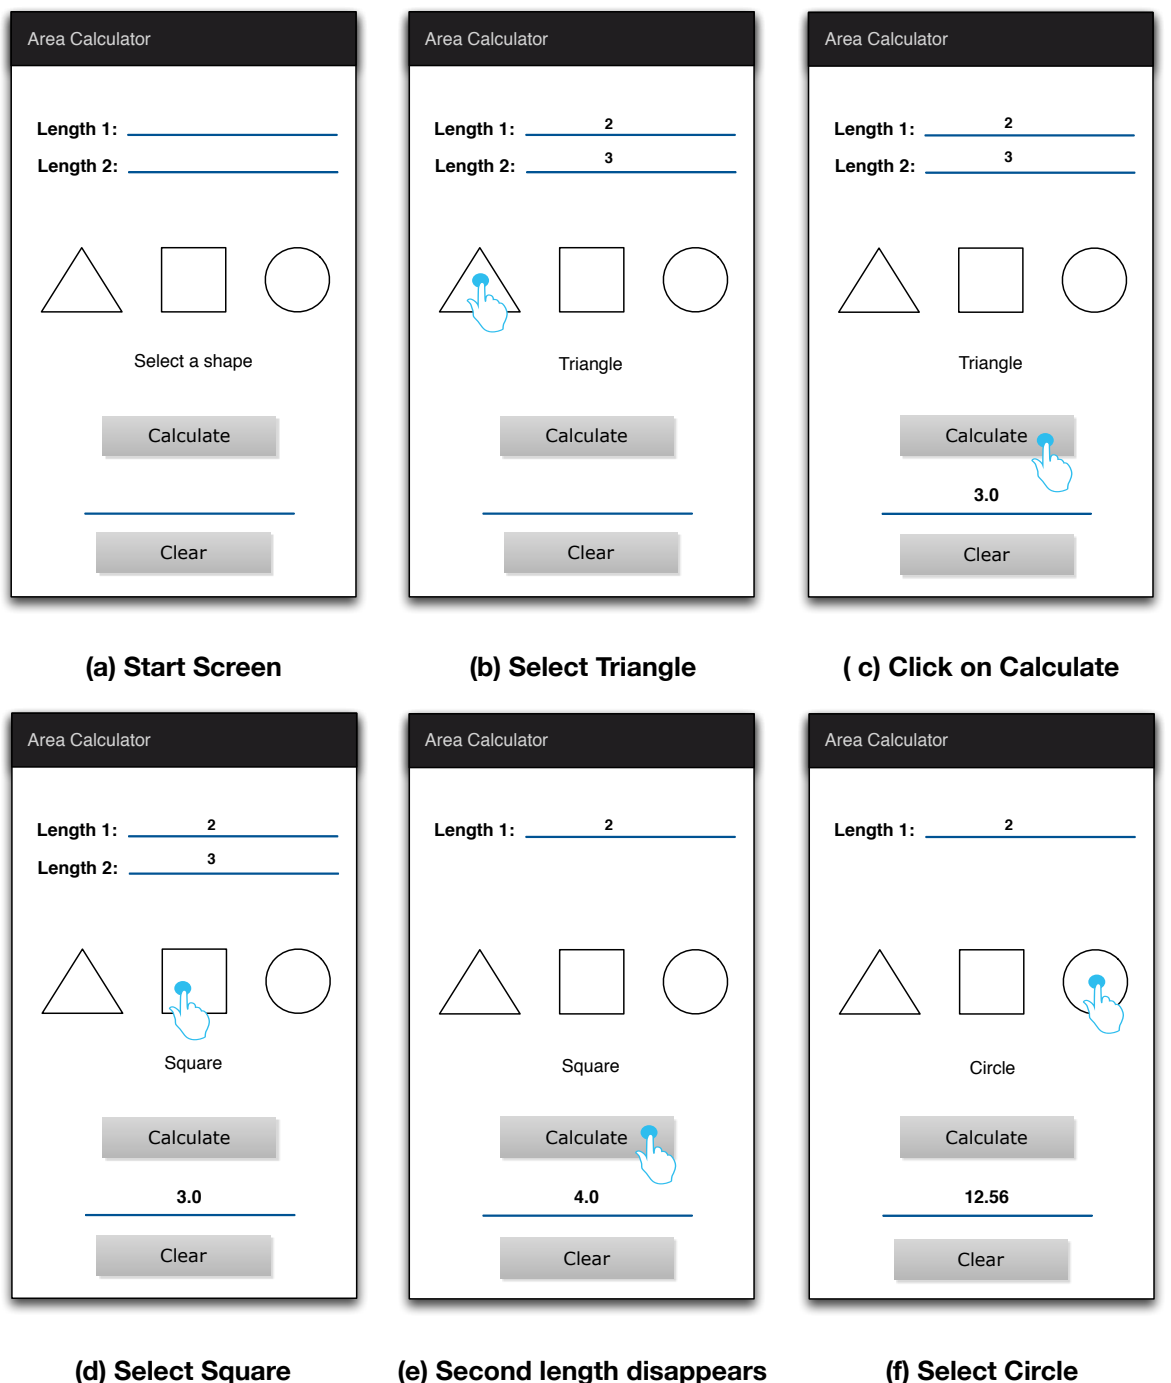 Area Calculator
Length 1:
Length 2:
Select a shape
Calculate
Clear
(a) Start Screen
Area Calculator
Length 1: 2
Length 2: 3
Triangle
Calculate
Clear
(b) Select Triangle
Area Calculator
Length 1: 2
Length 2: 3
Triangle
Calculate
3.0
Clear
( c) Click on Calculate
Area Calculator
Length 1: 2
Length 2: 3
Square
Calculate
3.0
Clear
(d) Select Square
Area Calculator
Length 1: 2
Square
Calculate
4.0
Clear
(e) Second length disappears
Area Calculator
Length 1: 2
Circle
Calculate
12.56
Clear
(f) Select Circle